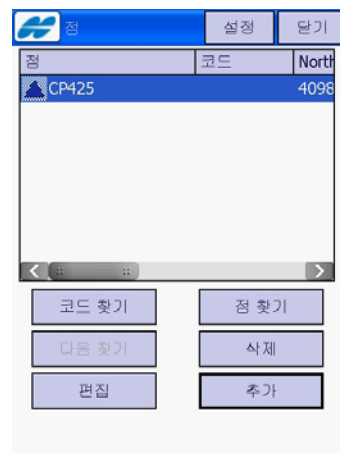 점 설정 닫기
점 코드 North
CP425 4098
코드 찾기 점 찾기
다음 찾기 삭제
편집 추가